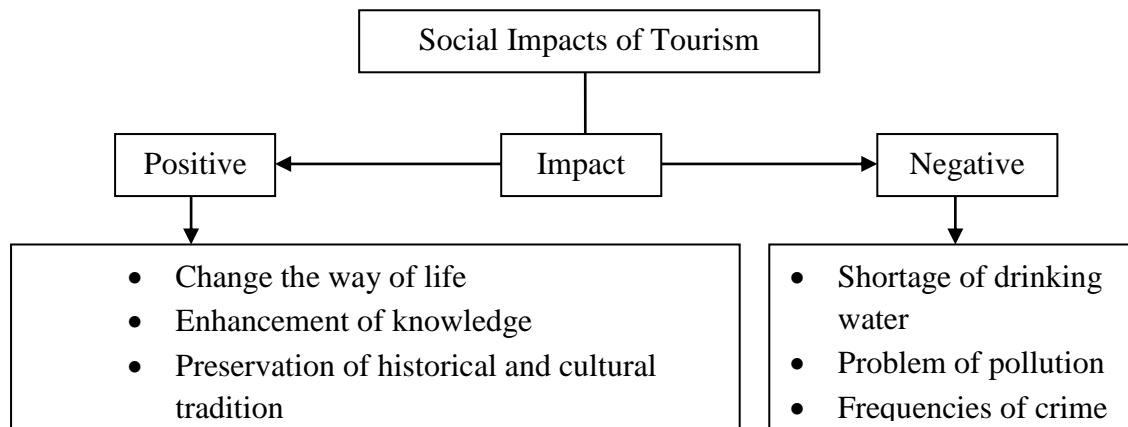 Social Impacts of Tourism
Positive
Impact
Negative
• Change the way of life
• Enhancement of knowledge
• Preservation of historical and cultural
tradition
• Shortage of drinking
water
• Problem of pollution
• Frequencies of crime